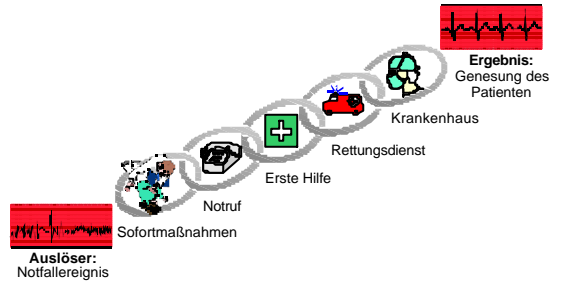 Auslöser:
Notfallereignis
Sofortmaßnahmen
Notruf
Erste Hilfe
Rettungsdienst
Krankenhaus
Ergebnis:
Genesung des
Patienten